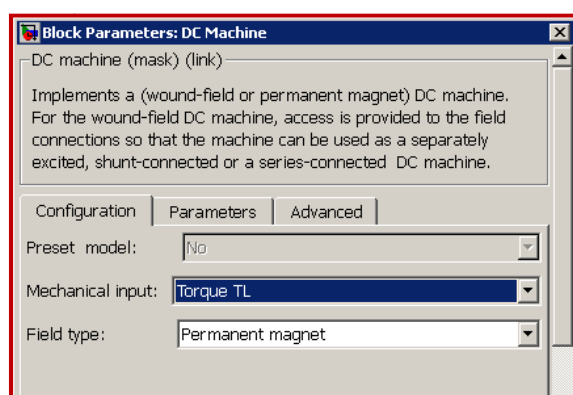 Block Parameters: DC Machine
DC machine (mask) (link)
Implements a (wound-field or permanent magnet) DC machine.
For the wound-field DC machine, access is provided to the field
connections so that the machine can be used as a separately
excited, shunt-connected or a series-connected  DC machine.
Configuration Parameters Advanced
Preset  model: No
Mechanical input: Torque TL
Field type: Permanent magnet